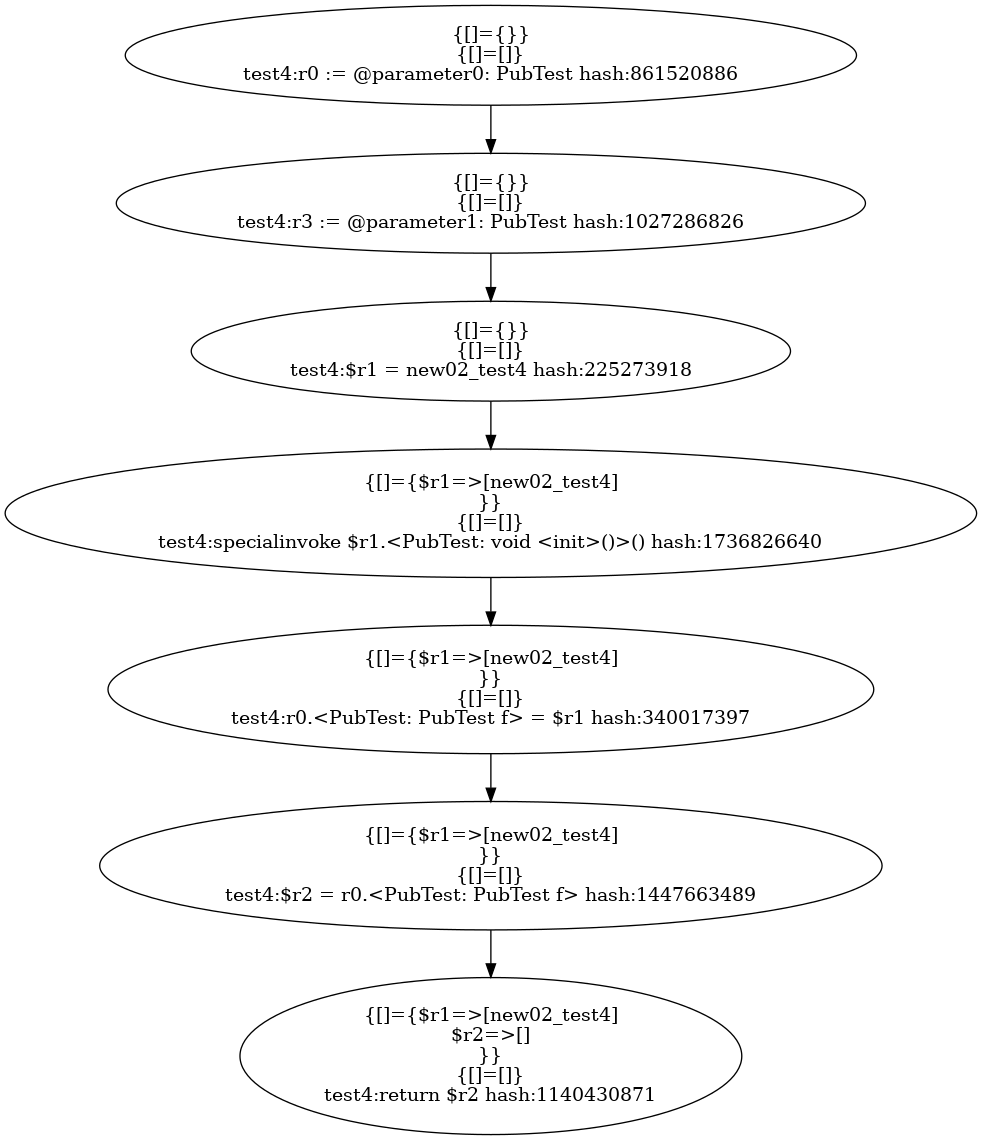 {[]={}}
{[]=[]}
test4:r0 := @parameter0: PubTest hash:861520886
{[]={}}
{[]=[]}
test4:r3 := @parameter1: PubTest hash:1027286826
{[]={}}
{[]=[]}
test4:$r1 = new02_test4 hash:225273918
{[]={$r1=>[new02_test4]
}}
{[]=[]}
test4:specialinvoke $r1.<PubTest: void <init>()>() hash:1736826640
{[]={$r1=>[new02_test4]
}}
{[]=[]}
test4:r0.<PubTest: PubTest f> = $r1 hash:340017397
{[]={$r1=>[new02_test4]
}}
{[]=[]}
test4:$r2 = r0.<PubTest: PubTest f> hash:1447663489
{[]={$r1=>[new02_test4]
$r2=>[]
}}
{[]=[]}
test4:return $r2 hash:1140430871